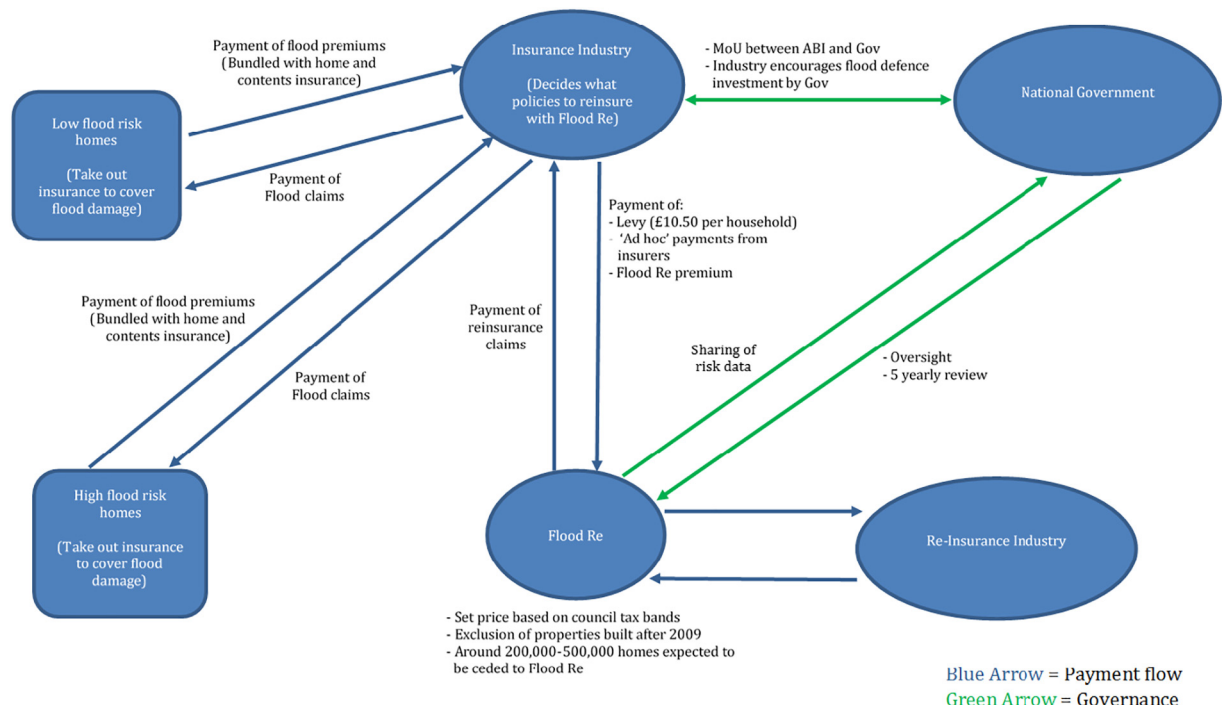 Payment of flood premiums
(Bundled with home and
contents insurance)
Insurance Industry
(Decides what
policies to reinsure
with Flood Re)
- MoU between ABI and Gov
- Industry encourages flood defence
investment by Gov
National Government
Low flood risk
homes
(Take out
insurance to cover
flood damage)
Payment of
Flood claims
Payment of:
- Levy (£10.50 per household)
- ‘Ad hoc’ payments from
insurers
- Flood Re premium
Payment of flood premiums
(Bundled with home and
contents insurance)
Payment of
reinsurance
claims
Payment of
Flood claims
Sharing of
risk data
- Oversight
- 5 yearly review
High flood risk
homes
(Take out insurance
to cover flood
damage)
Flood Re
Re-Insurance Industry
- Set price based on council tax bands
- Exclusion of properties built after 2009
- Around 200,000-500,000 homes expected to
be ceded to Flood Re
Blue Arrow = Payment flow
Green Arrow = Governance